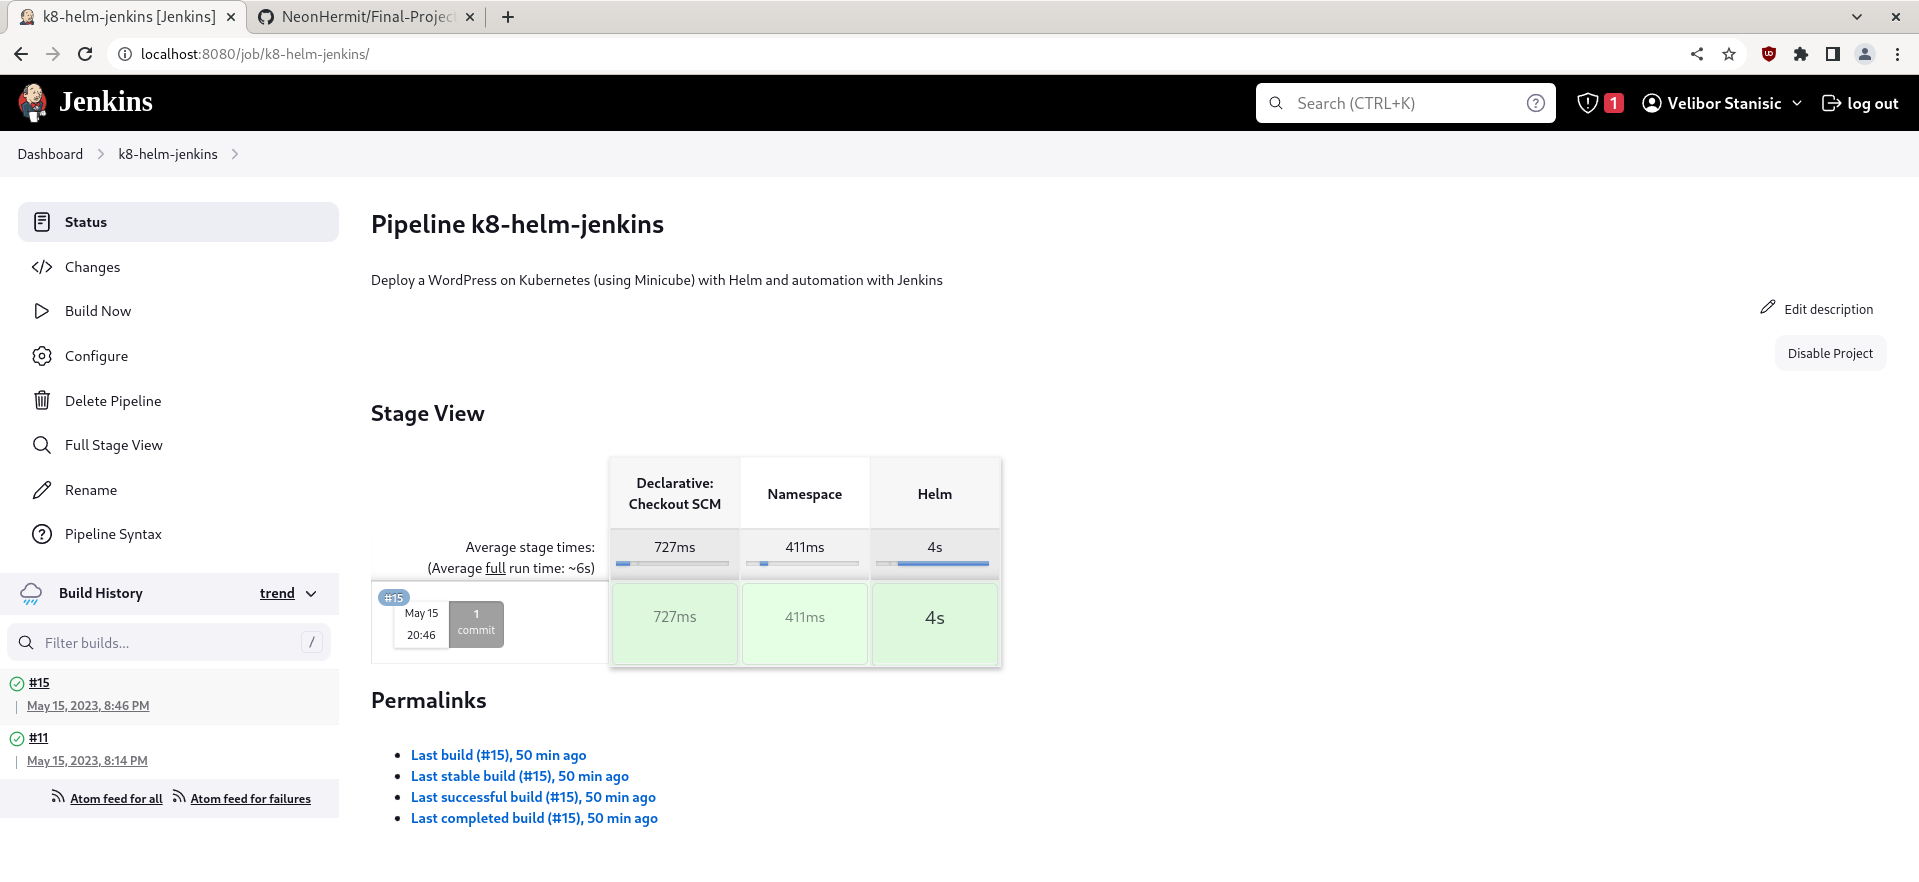 k8-helm-jenkins [Jenkins]
NeonHermit/Final-Projec
localhost:8080/job/k8-helm-jenkins/
Jenkins
Search (CTRL+K)
1
Velibor Stanisic
log out
Dashboard
k8-helm-jenkins
Status
Changes
Build Now
Configure
Delete Pipeline
Full Stage View
Rename
Pipeline Syntax
Build History
trend
Filter builds...
/
#15
May 15, 2023, 8:46 PM
#11
May 15, 2023, 8:14 PM
Atom feed for all
Atom feed for failures
Pipeline k8-helm-jenkins
Deploy a WordPress on Kubernetes (using Minicube) with Helm and automation with Jenkins
Edit description
Disable Project
Stage View
Declarative:
Checkout SCM
Namespace
Helm
Average stage times:
(Average full run time: ~6s)
727ms
411ms
4s
#15
May 15
20:46
1
commit
727ms
411ms
4s
Permalinks
Last build (#15), 50 min ago
Last stable build (#15), 50 min ago
Last successful build (#15), 50 min ago
Last completed build (#15), 50 min ago